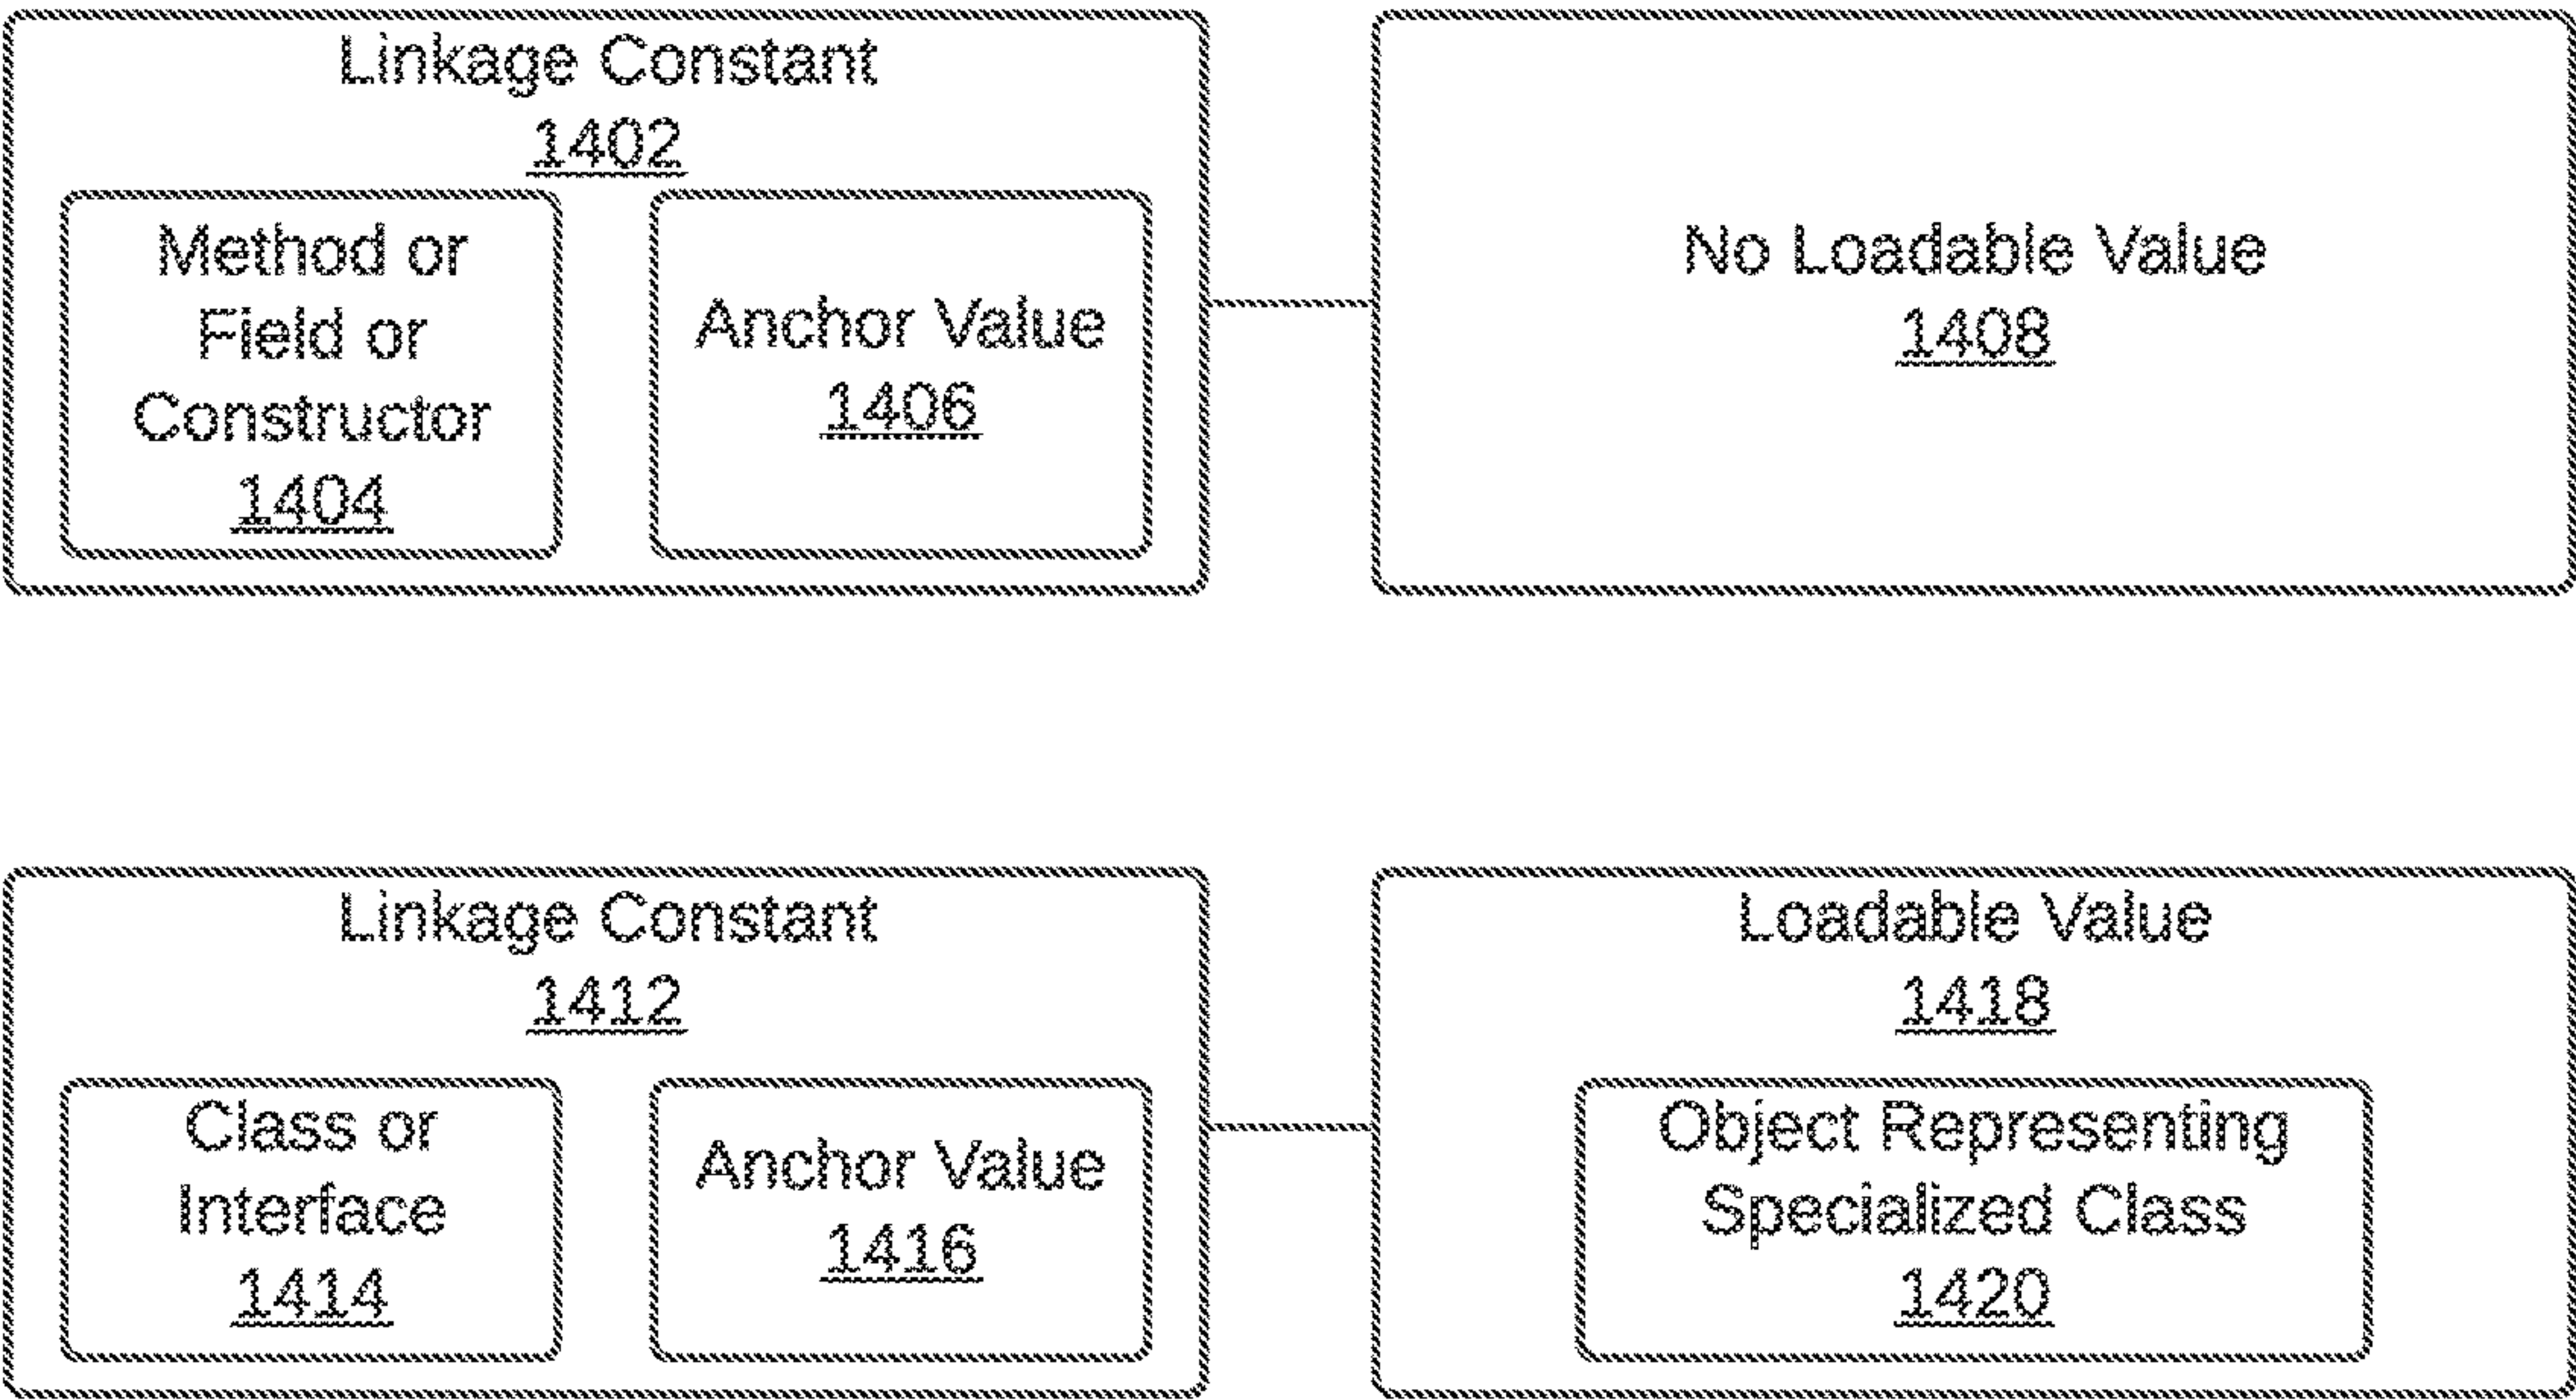 Linkage Constant
1402
Method or
Field or
Constructor
1404
Anchor Value
1406
No Loadable Value
1408
Linkage Constant
1412
Class or
Interface
1414
Anchor Value
1416
Loadable Value
1418
Object Representing
Specialized Class
1420